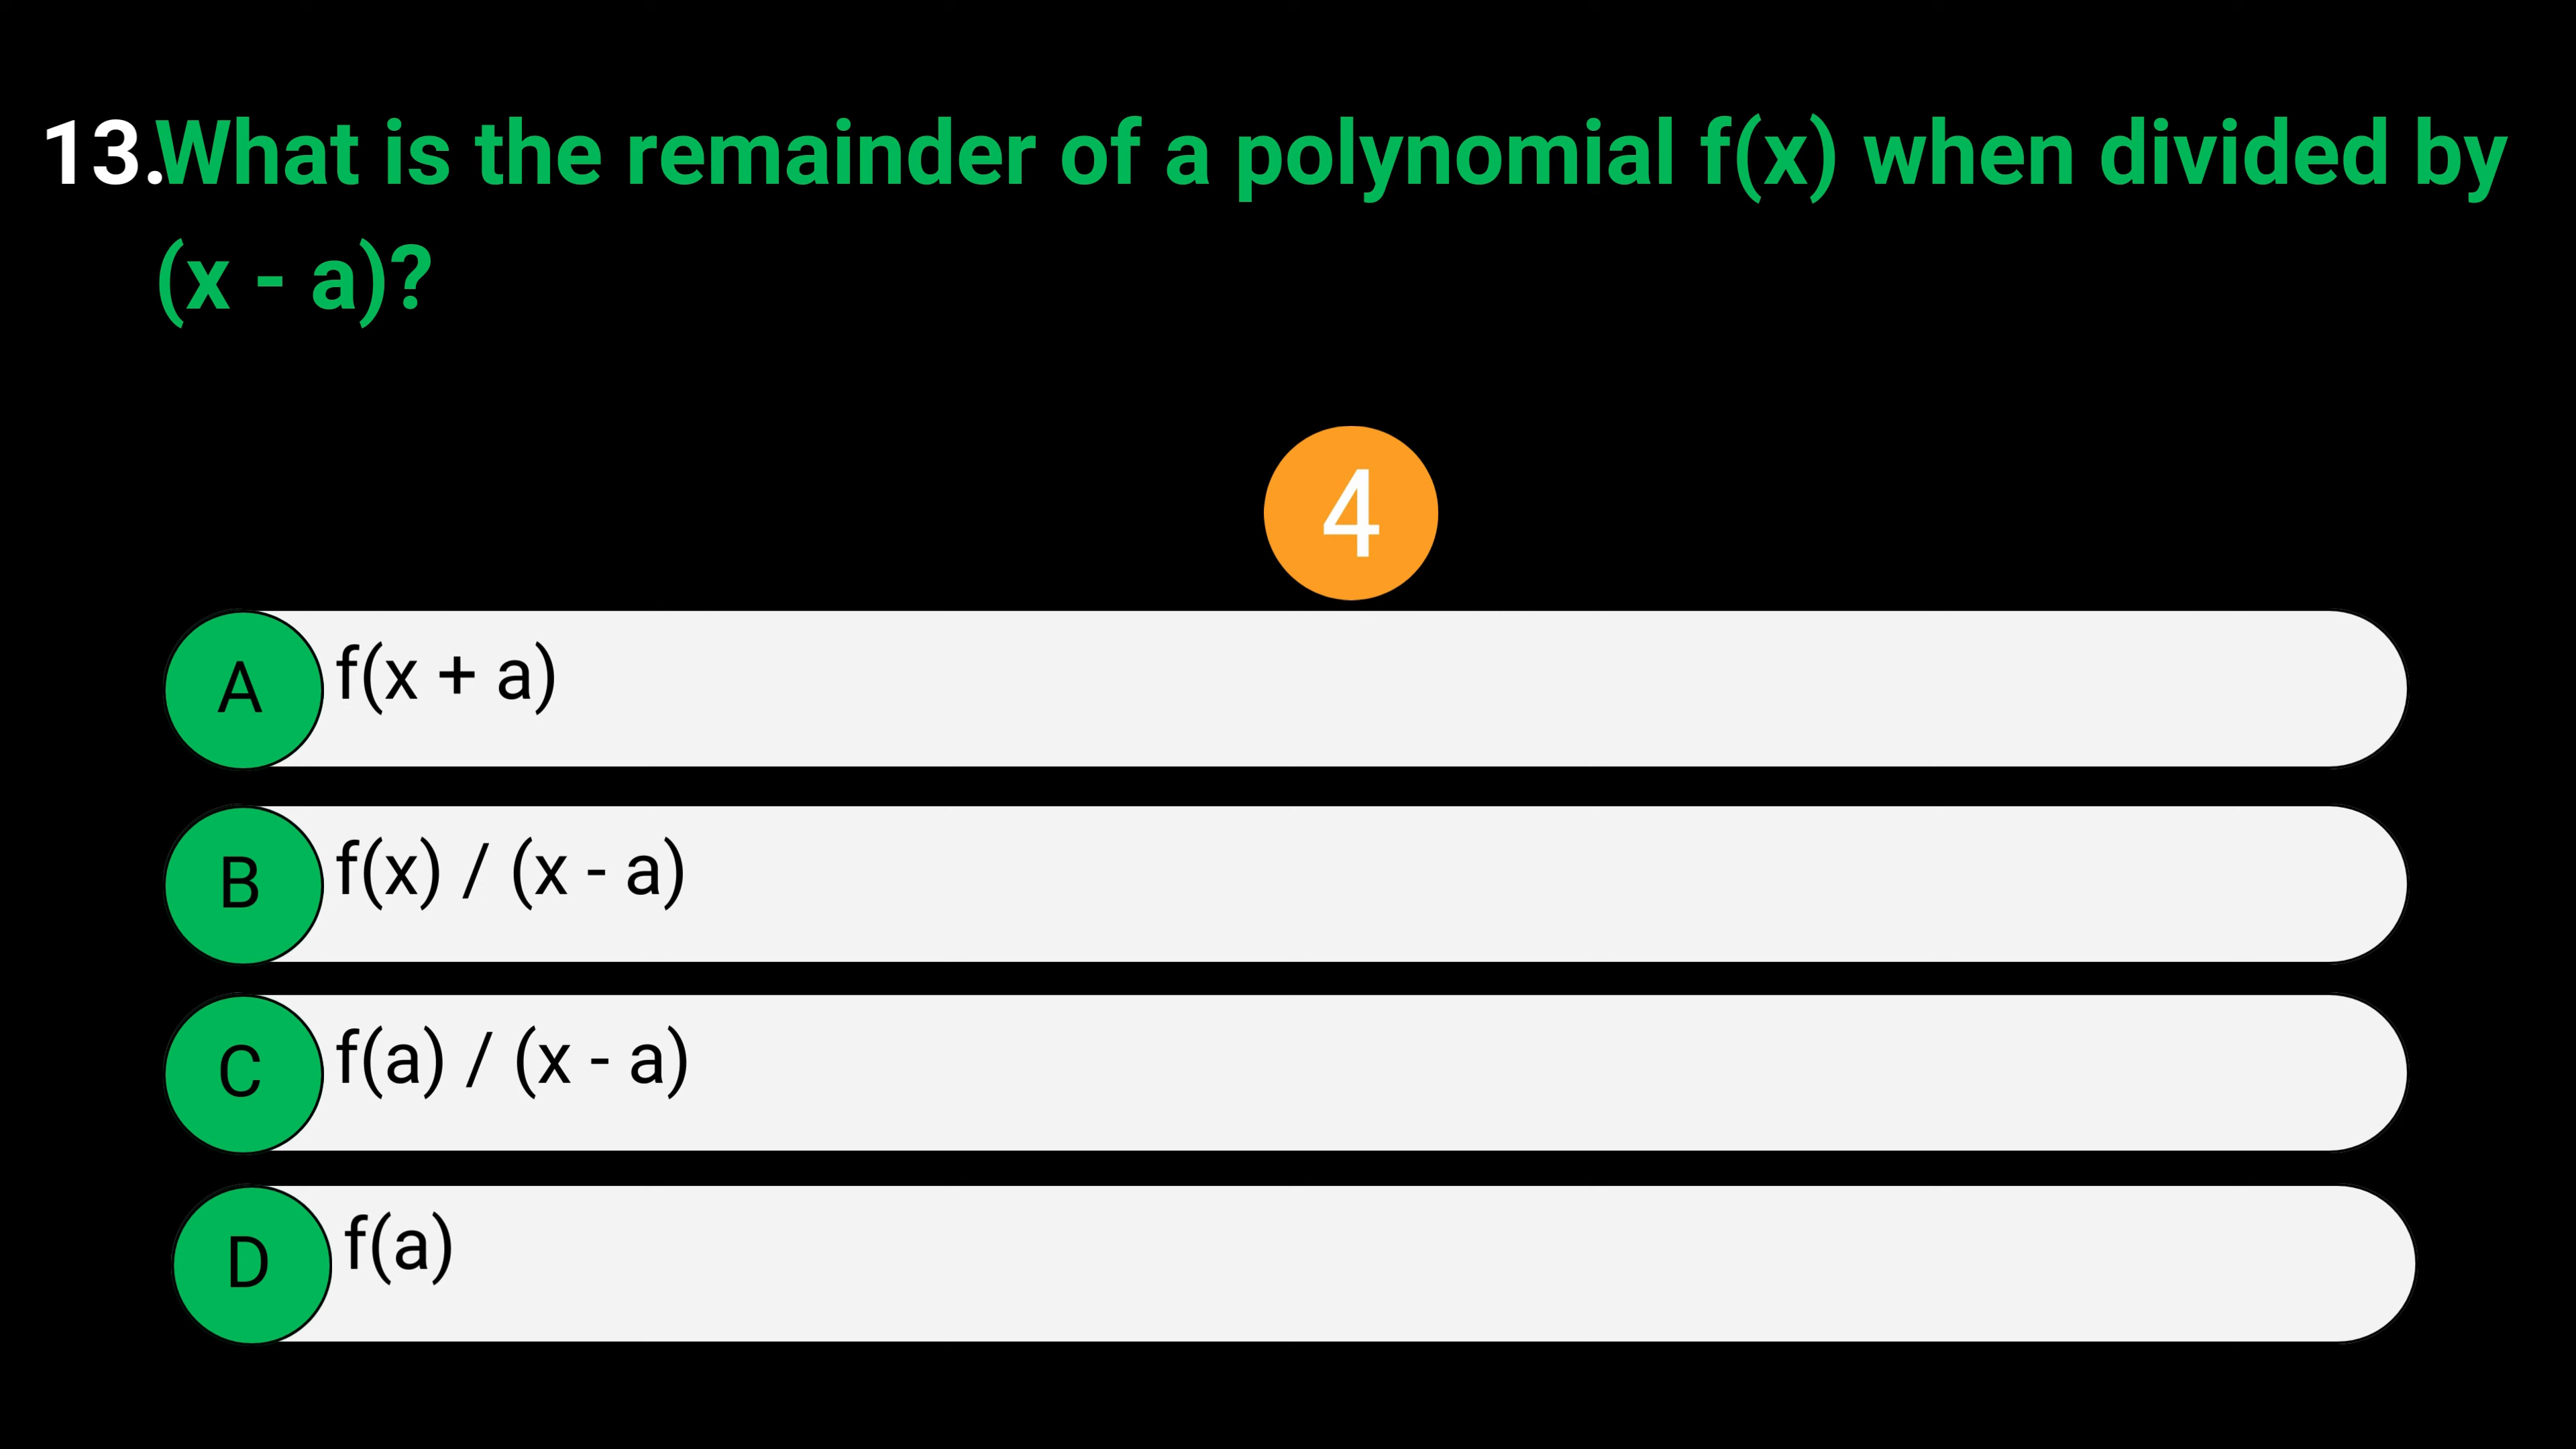 13.What is the remainder of a polynomial f(x) when divided by
(x - a)?
4
A f(x + a)
B f(x) / (x - a)
C f(a) / (x - a)
D f(a)